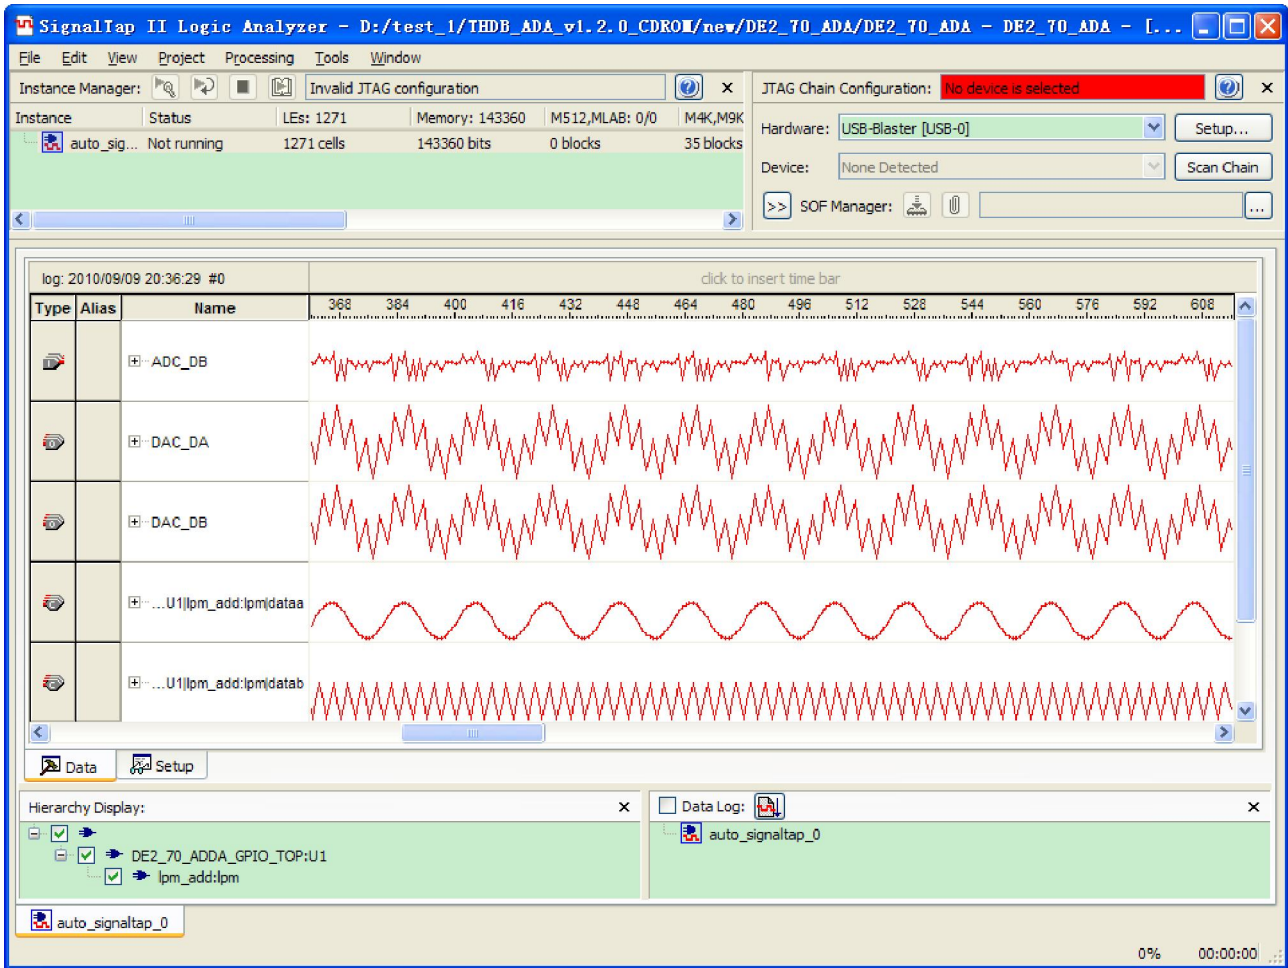 SignalTap II Logic Analyzer - D:/test_1/THDB_ADA_v1.2.0_CDROM/new/DE2_70_ADA/DE2_70_ADA - DE2_70_ADA - [...
File Edit View Project Processing Tools Window
Instance Manager: Invalid JTAG configuration
Instance Status LEs: 1271 Memory: 143360 M512,MLAB: 0/0 M4K,M9K
auto_sig... Not running 1271 cells 143360 bits 0 blocks 35 blocks
JTAG Chain Configuration: No device is selected
Hardware: USB-Blaster [USB-0] Setup...
Device: None Detected Scan Chain
>> SOF Manager: ...
log: 2010/09/09 20:36:29 #0 click to insert time bar
Type Alias Name 368 384 400 416 432 448 464 480 496 512 528 544 560 576 592 608
ADC_DB
DAC_DA
DAC_DB
...U1|lpm_add:lpm|dataa
...U1|lpm_add:lpm|datab
Data Setup
Hierarchy Display:
DE2_70_ADDA_GPIO_TOP:U1
lpm_add:lpm
Data Log:
auto_signaltap_0
auto_signaltap_0
0% 00:00:00